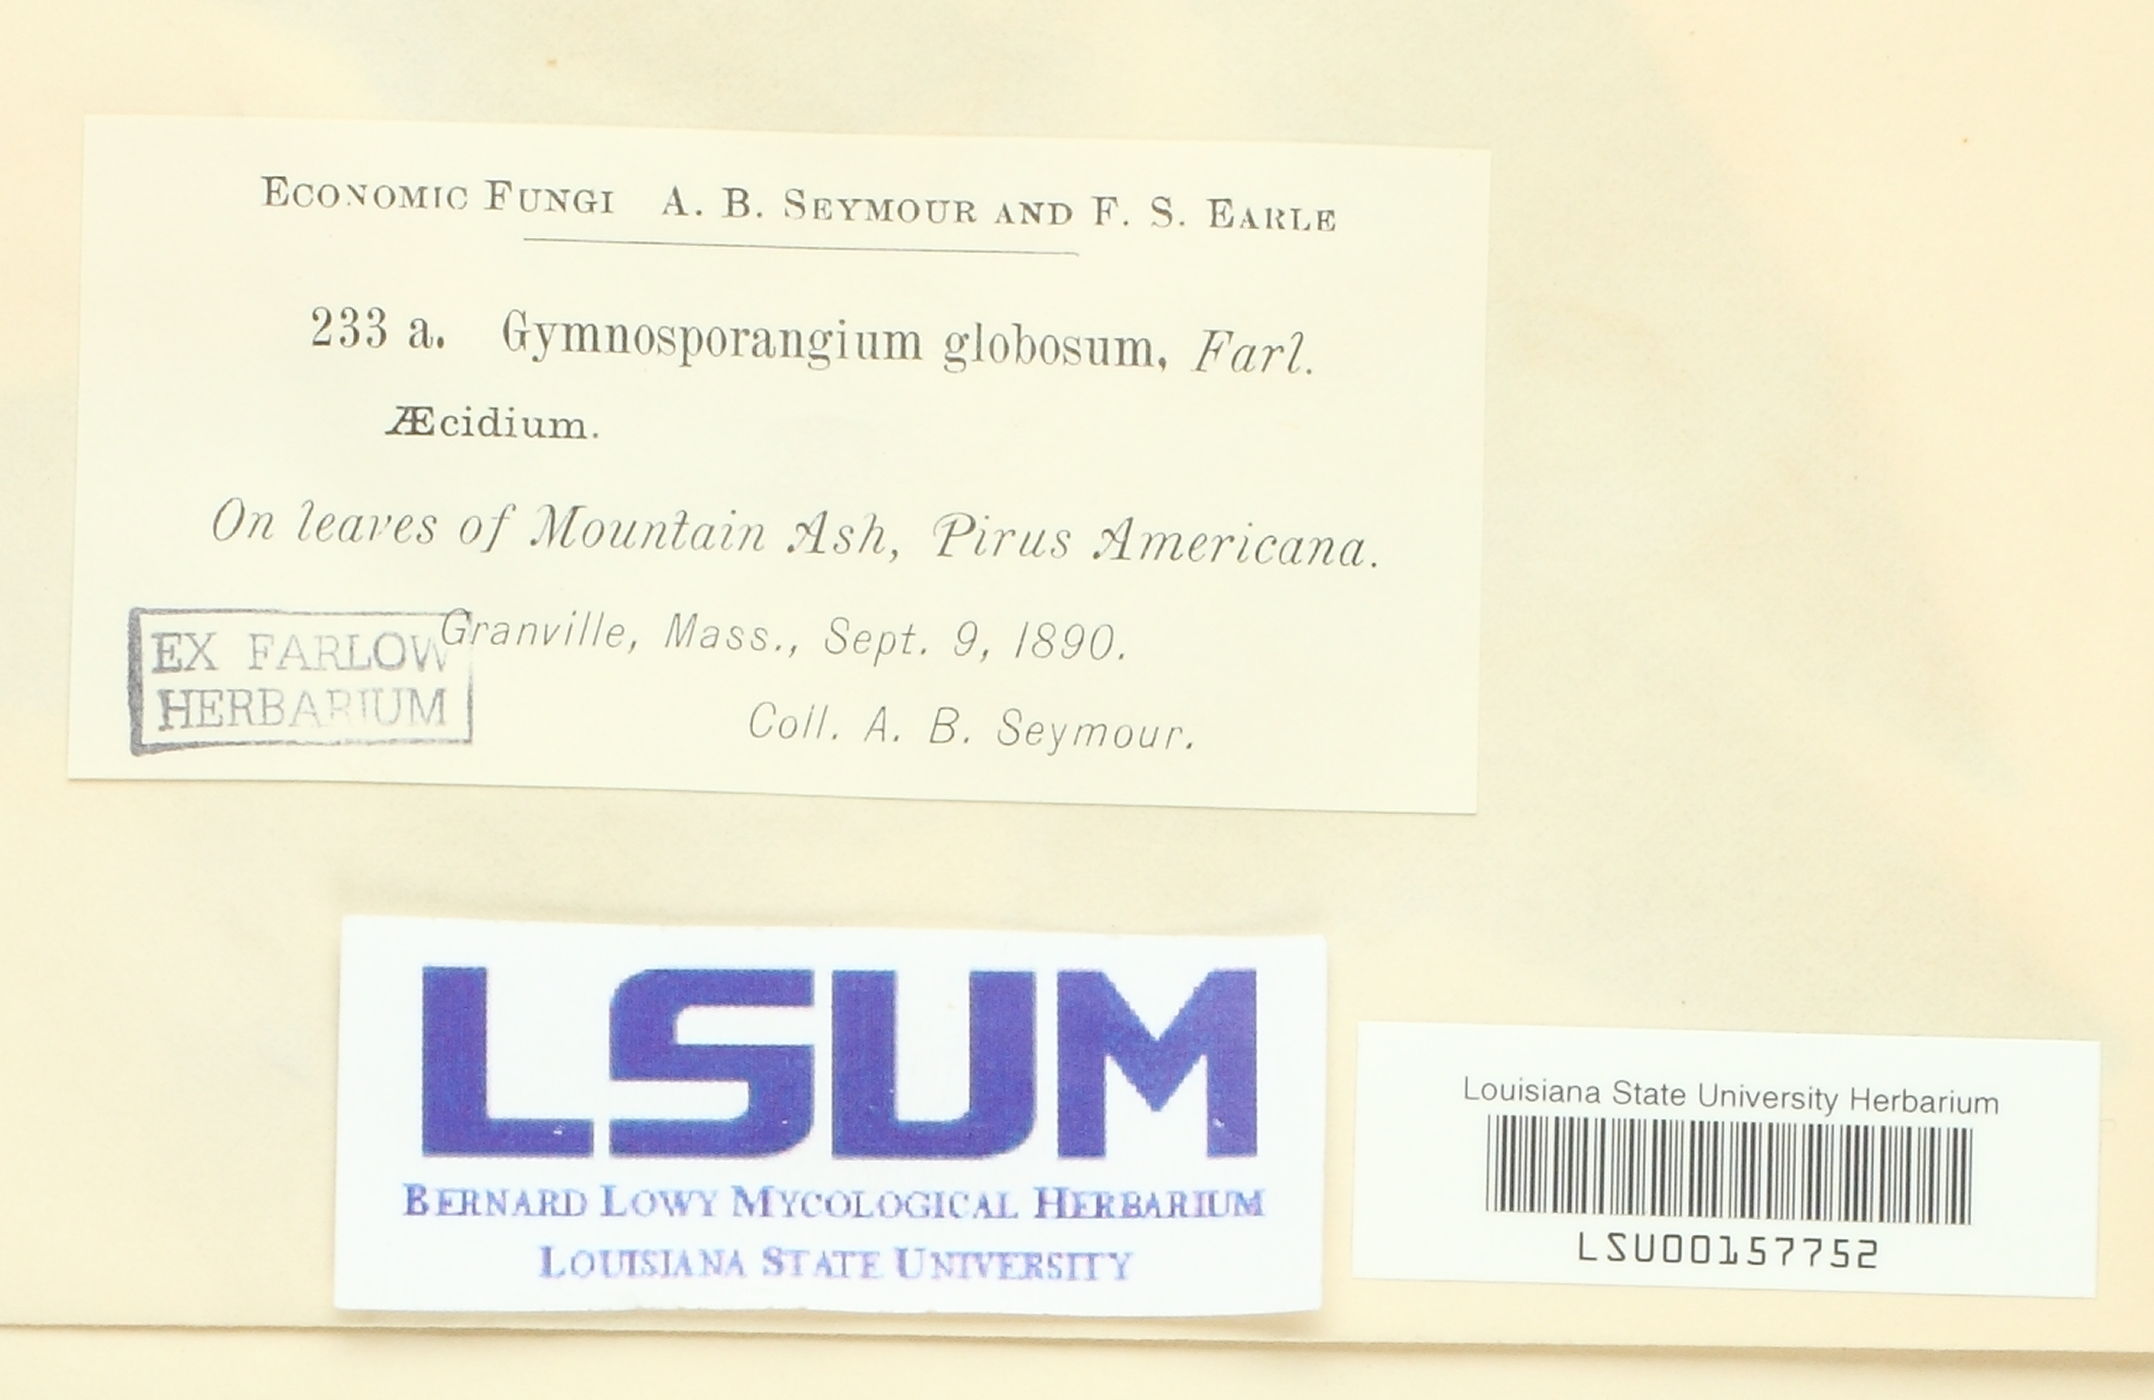 ECONOMIC FUNGI A. B. SEYMOUR AND F. S. EARLE
233 a. Gymnosporangium globosum, Farl.
Æcidium.
On leaves of Mountain Ash, Pirus Americana.
Granville, Mass., Sept. 9, 1890.
Coll. A. B. Seymour.
EX FARLOW
HERBARIUM
LSUM
BERNARD LOWY MYCOLOGICAL HERBARIUM
LOUISIANA STATE UNIVERSITY
Louisiana State University Herbarium
LSU00157752